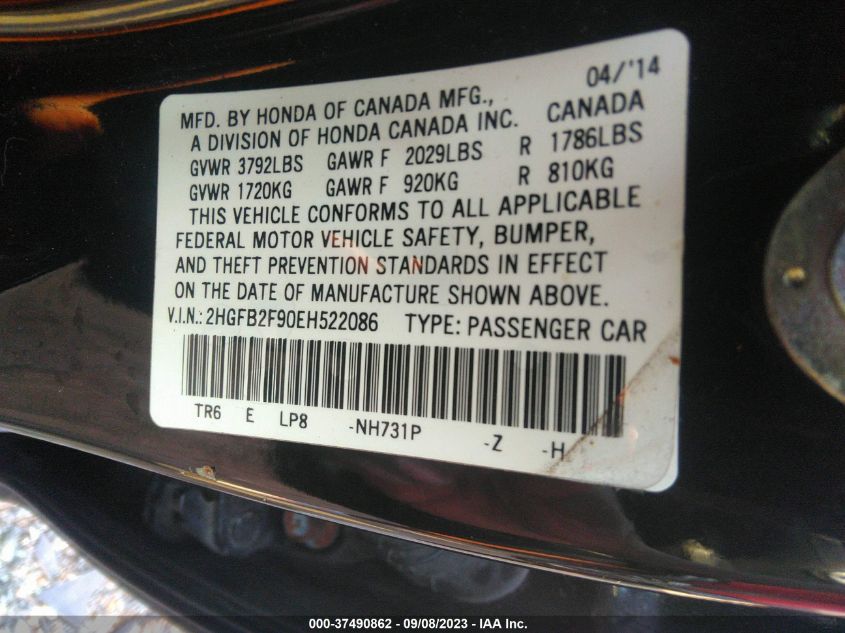 04/'14
MFD. BY HONDA OF CANADA MFG.,
A DIVISION OF HONDA CANADA INC. CANADA
GVWR 3792LBS GAWR F 2029LBS R 1786LBS
GVWR 1720KG GAWR F 920KG R 810KG
THIS VEHICLE CONFORMS TO ALL APPLICABLE
FEDERAL MOTOR VEHICLE SAFETY, BUMPER,
AND THEFT PREVENTION STANDARDS IN EFFECT
ON THE DATE OF MANUFACTURE SHOWN ABOVE.
V.I.N.: 2HGFB2F90EH522086 TYPE: PASSENGER CAR
TR6 E LP8 -NH731P -Z -H
000-37490862 - 09/08/2023 - IAA Inc.